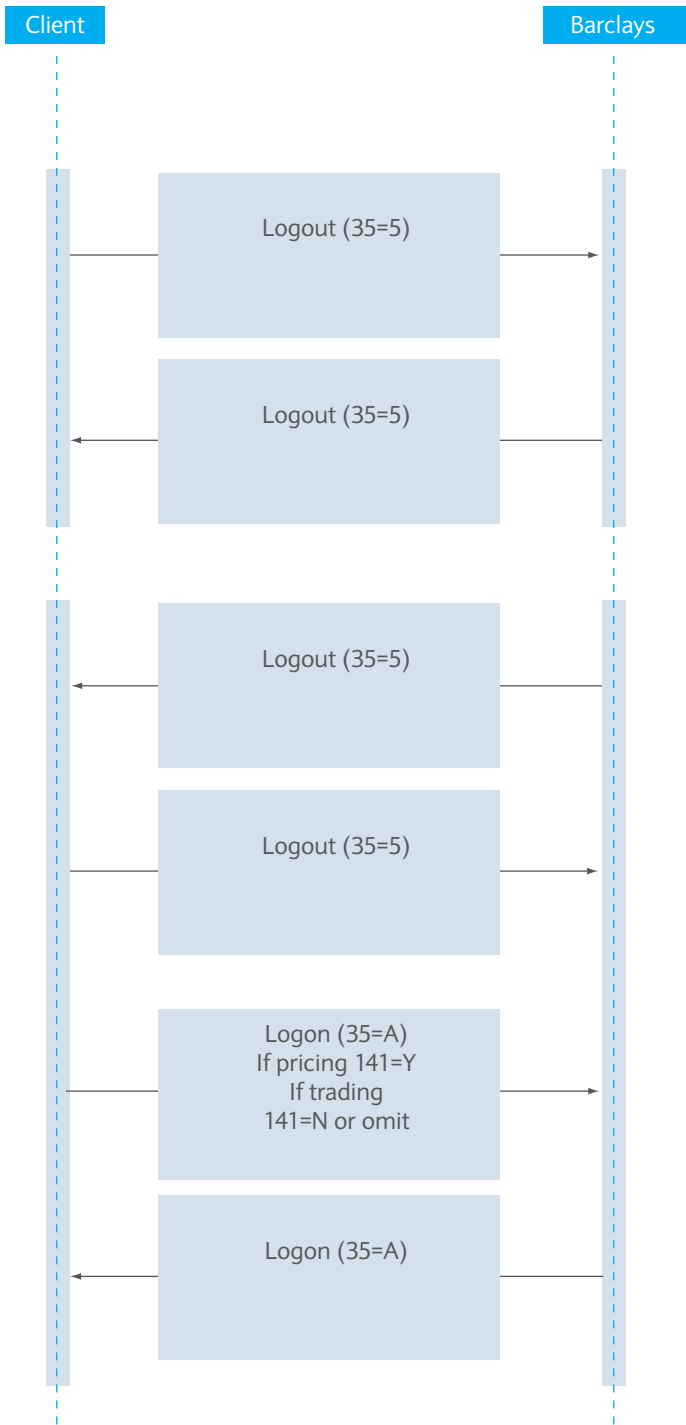 Client
Barclays
Logout (35=5)
Logout (35=5)
Logout (35=5)
Logout (35=5)
Logon (35=A)
If pricing 141=Y
If trading
141=N or omit
Logon (35=A)